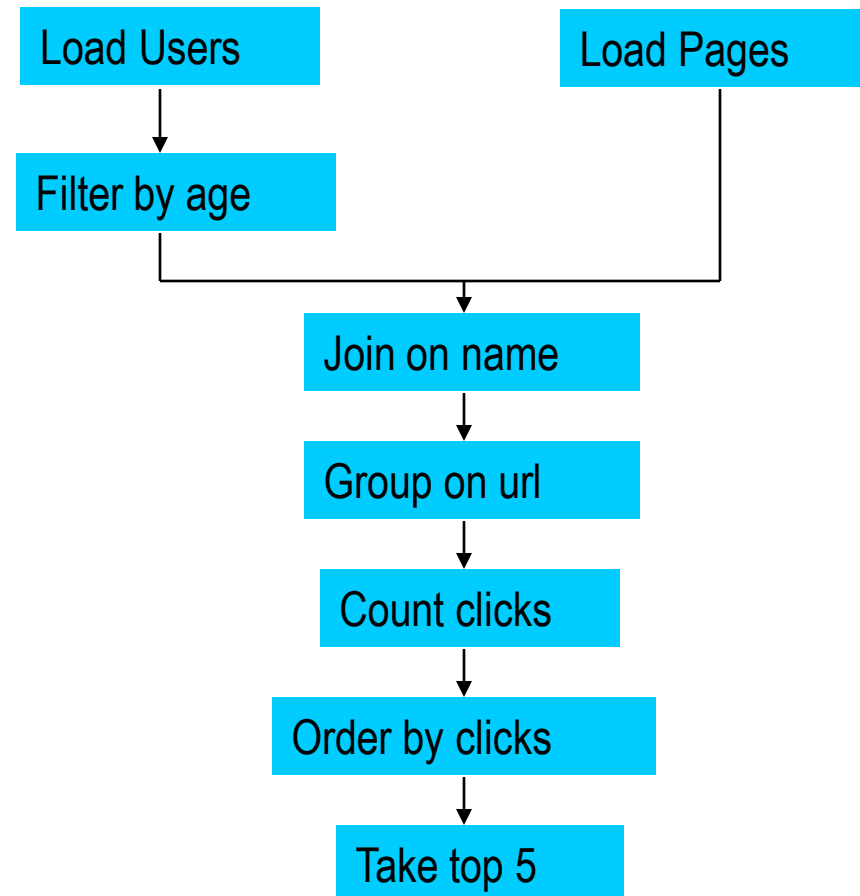 Load Users
Load Pages
Filter by age
Join on name
Group on url
Count clicks
Order by clicks
Take top 5